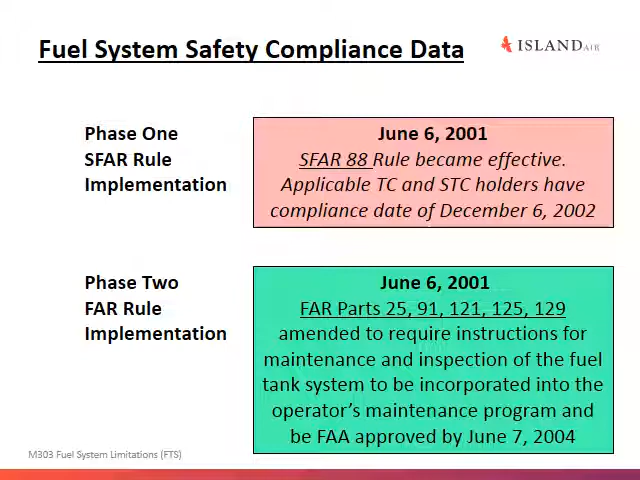 Fuel System Safety Compliance Data
ISLANDAIR
Phase One
SFAR Rule
Implementation
June 6, 2001
SFAR 88 Rule became effective.
Applicable TC and STC holders have
compliance date of December 6, 2002
Phase Two
FAR Rule
Implementation
June 6, 2001
FAR Parts 25, 91, 121, 125, 129
amended to require instructions for
maintenance and inspection of the fuel
tank system to be incorporated into the
operator’s maintenance program and
be FAA approved by June 7, 2004
M303 Fuel System Limitations (FTS)